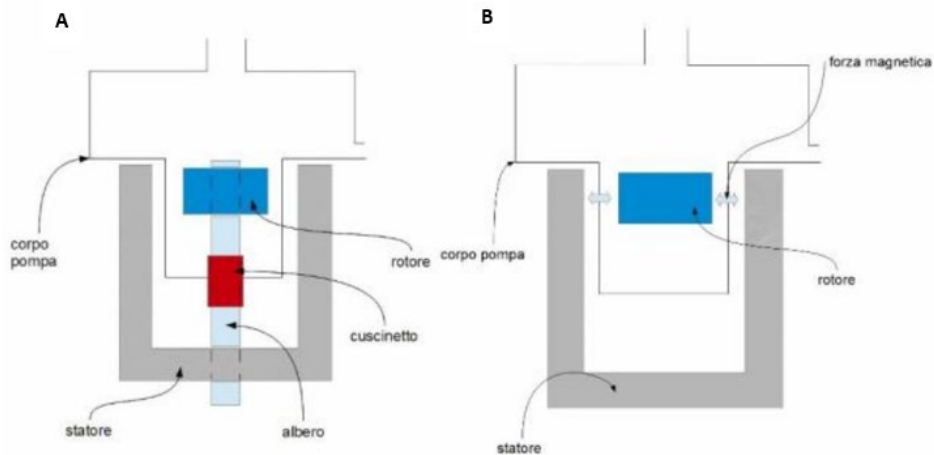 A
corpo
pompa
rotore
cuscinetto
statore
albero
B
forza magnetica
corpo pompa
rotore
statore